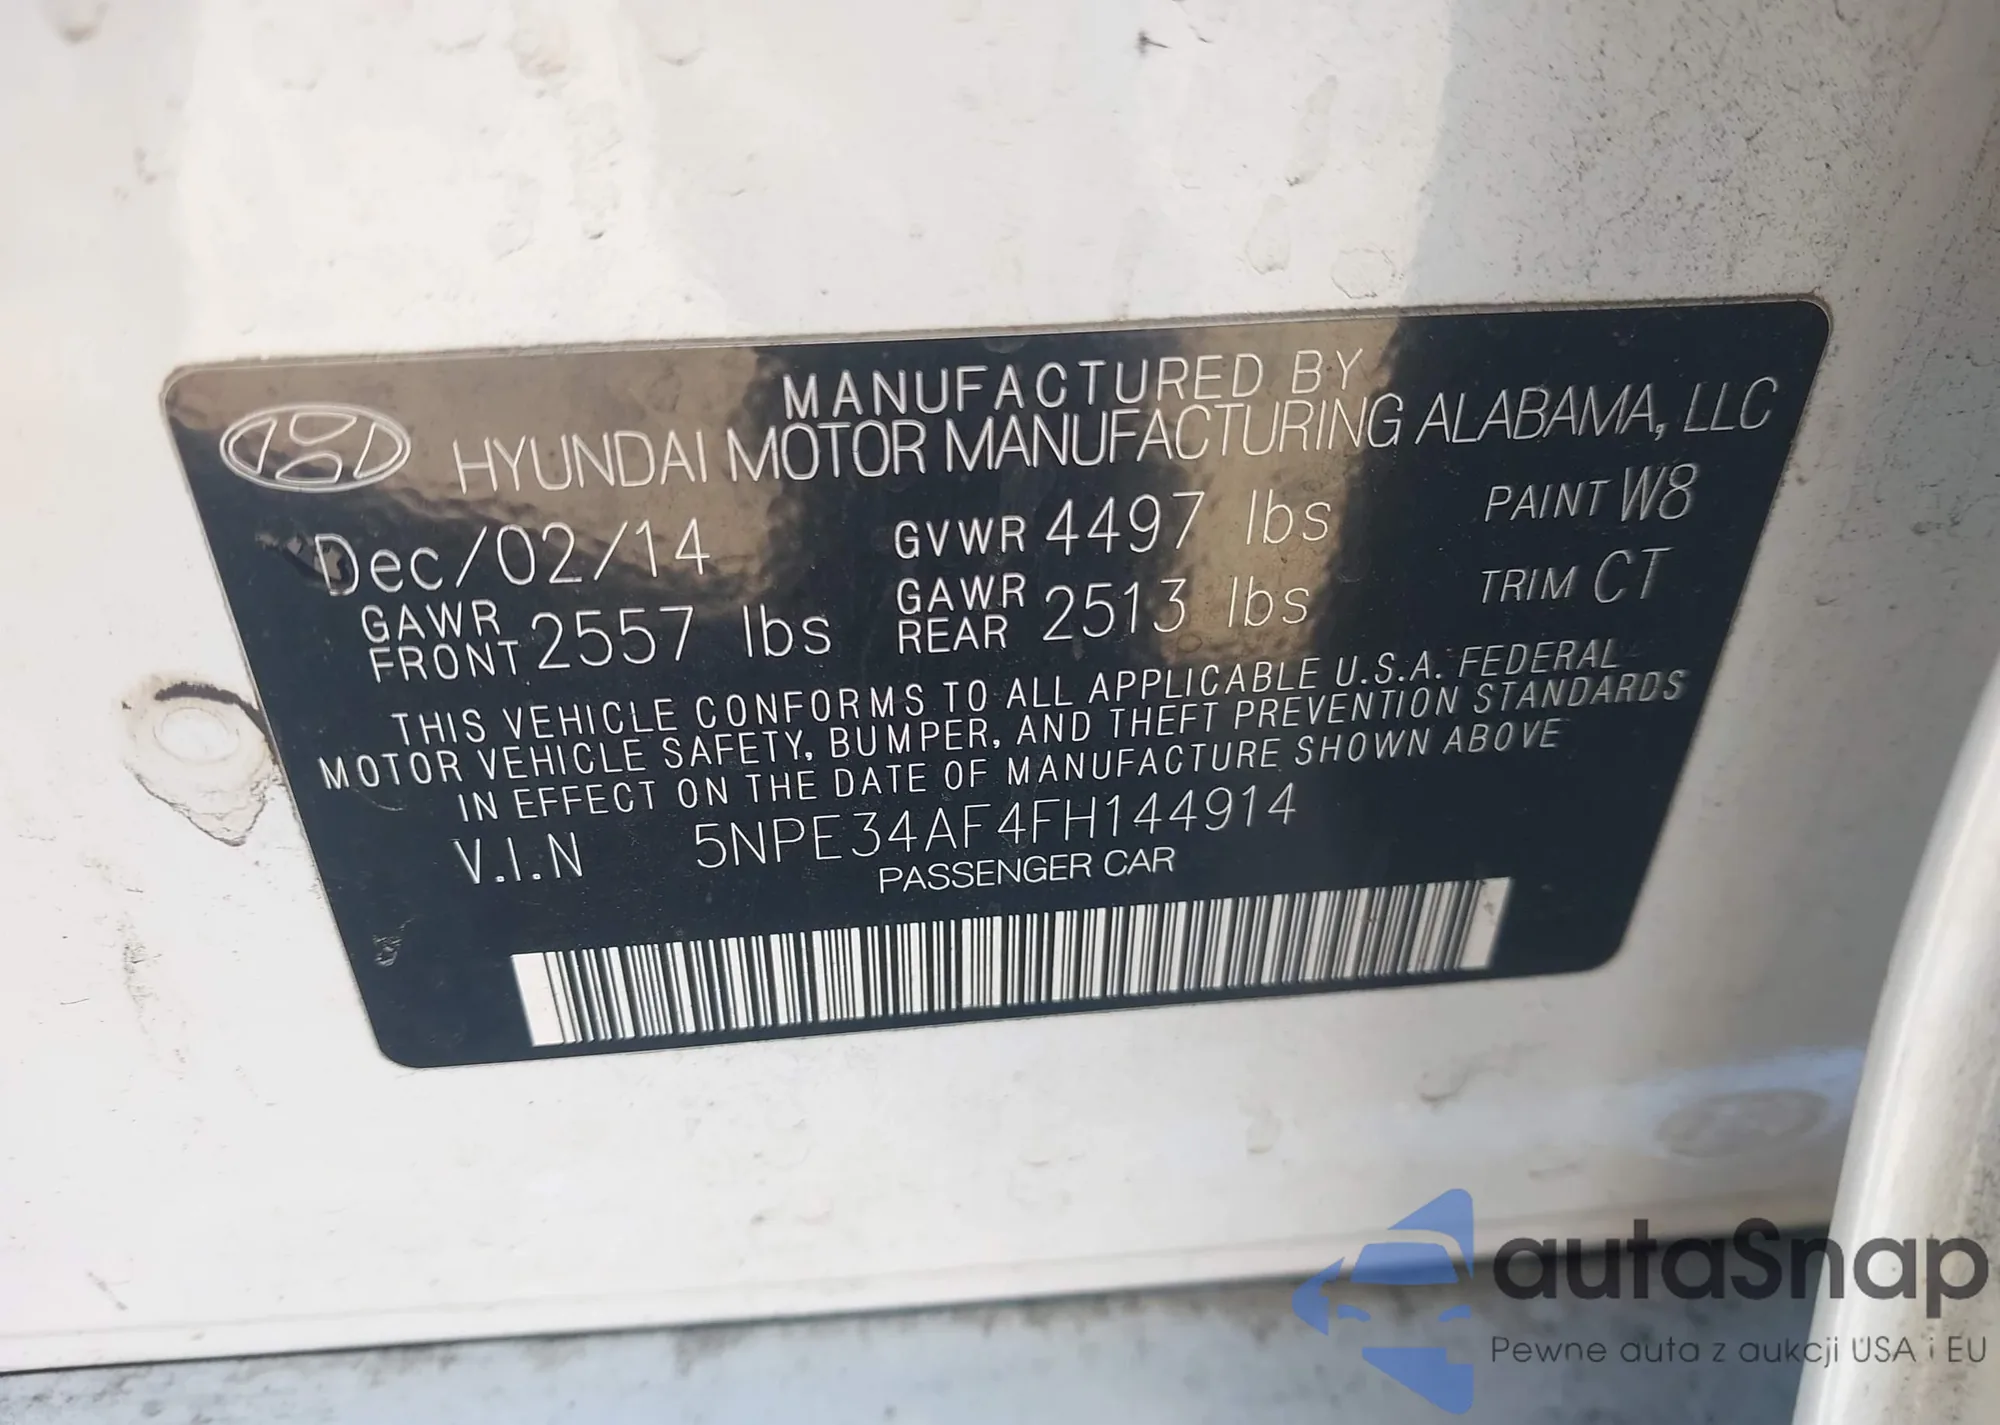 MANUFACTURED BY
HYUNDAI MOTOR MANUFACTURING ALABAMA, LLC
Dec/02/14 GVWR 4497 lbs PAINT W8
GAWR FRONT 2557 lbs GAWR REAR 2513 lbs TRIM CT
THIS VEHICLE CONFORMS TO ALL APPLICABLE U.S.A. FEDERAL
MOTOR VEHICLE SAFETY, BUMPER, AND THEFT PREVENTION STANDARDS
IN EFFECT ON THE DATE OF MANUFACTURE SHOWN ABOVE
V.I.N 5NPE34AF4FH144914
PASSENGER CAR
autaSnap
Pewne auta z aukcji USA i EU